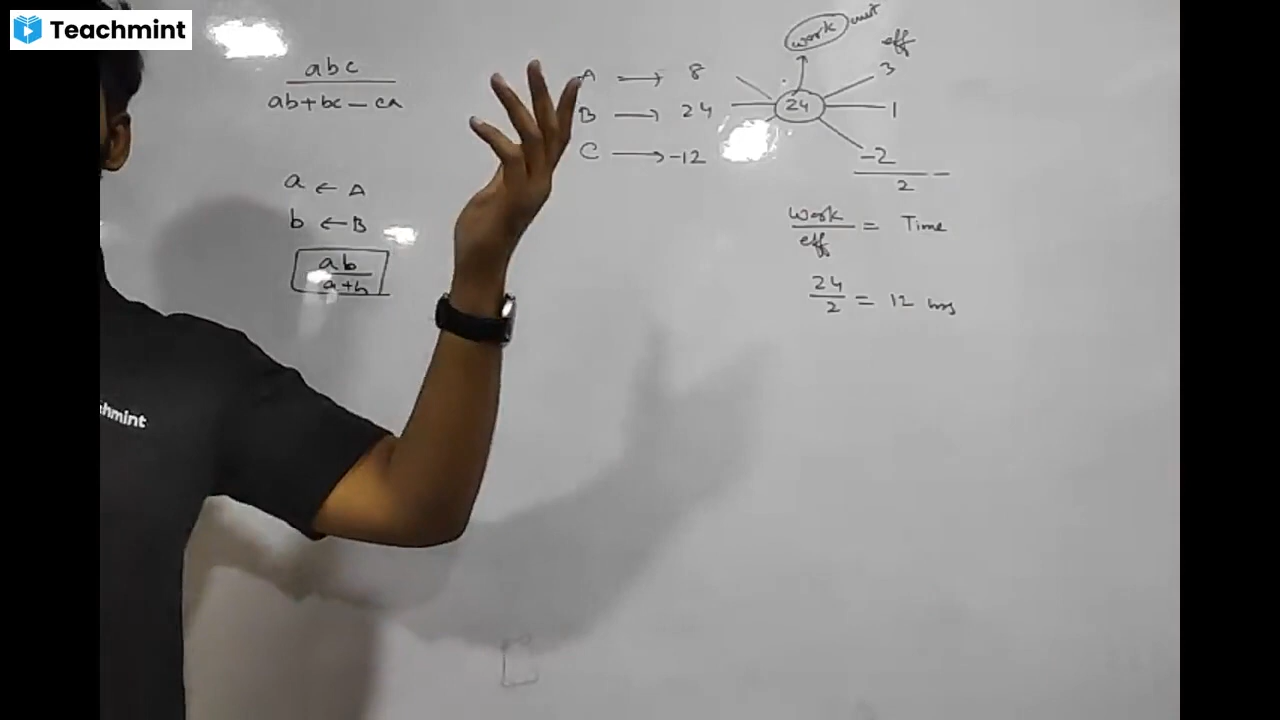 Teachmint
abc
ab+bc-ca
a ← A
b ← B
ab
a+b
A → 8
B → 24
C → -12
24
work unit
eff
3
1
-2
2
work
eff = Time
24
2 = 12 hrs
hmint